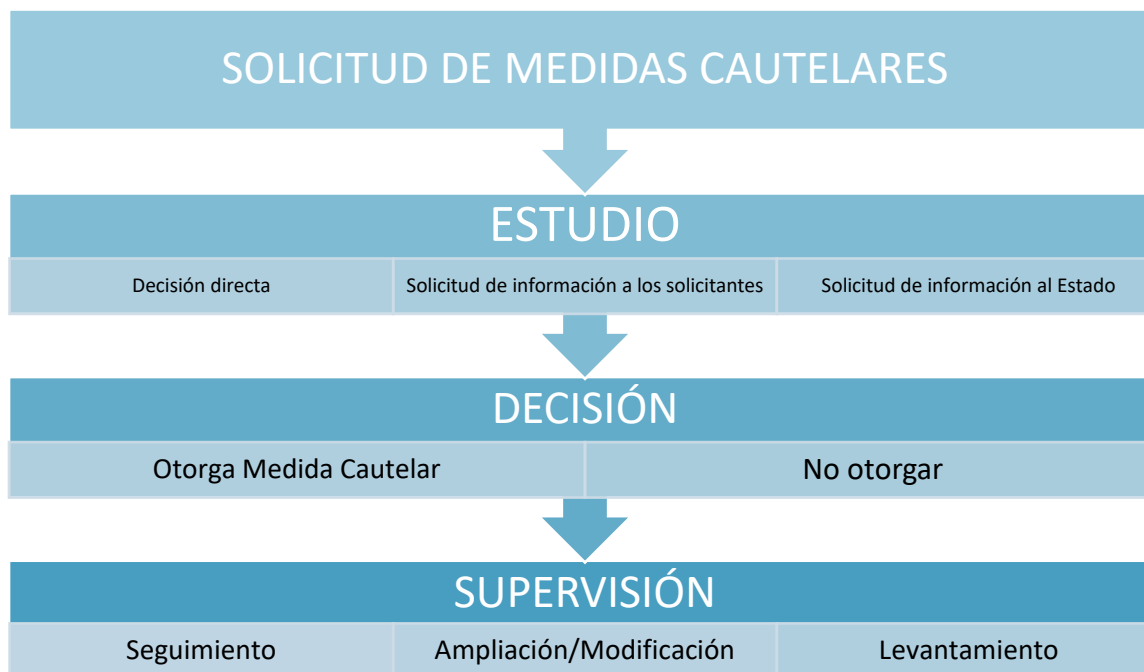 SOLICITUD DE MEDIDAS CAUTELARES
ESTUDIO
Decisión directa
Solicitud de información a los solicitantes
Solicitud de información al Estado
DECISIÓN
Otorga Medida Cautelar
No otorgar
SUPERVISIÓN
Seguimiento
Ampliación/Modificación
Levantamiento